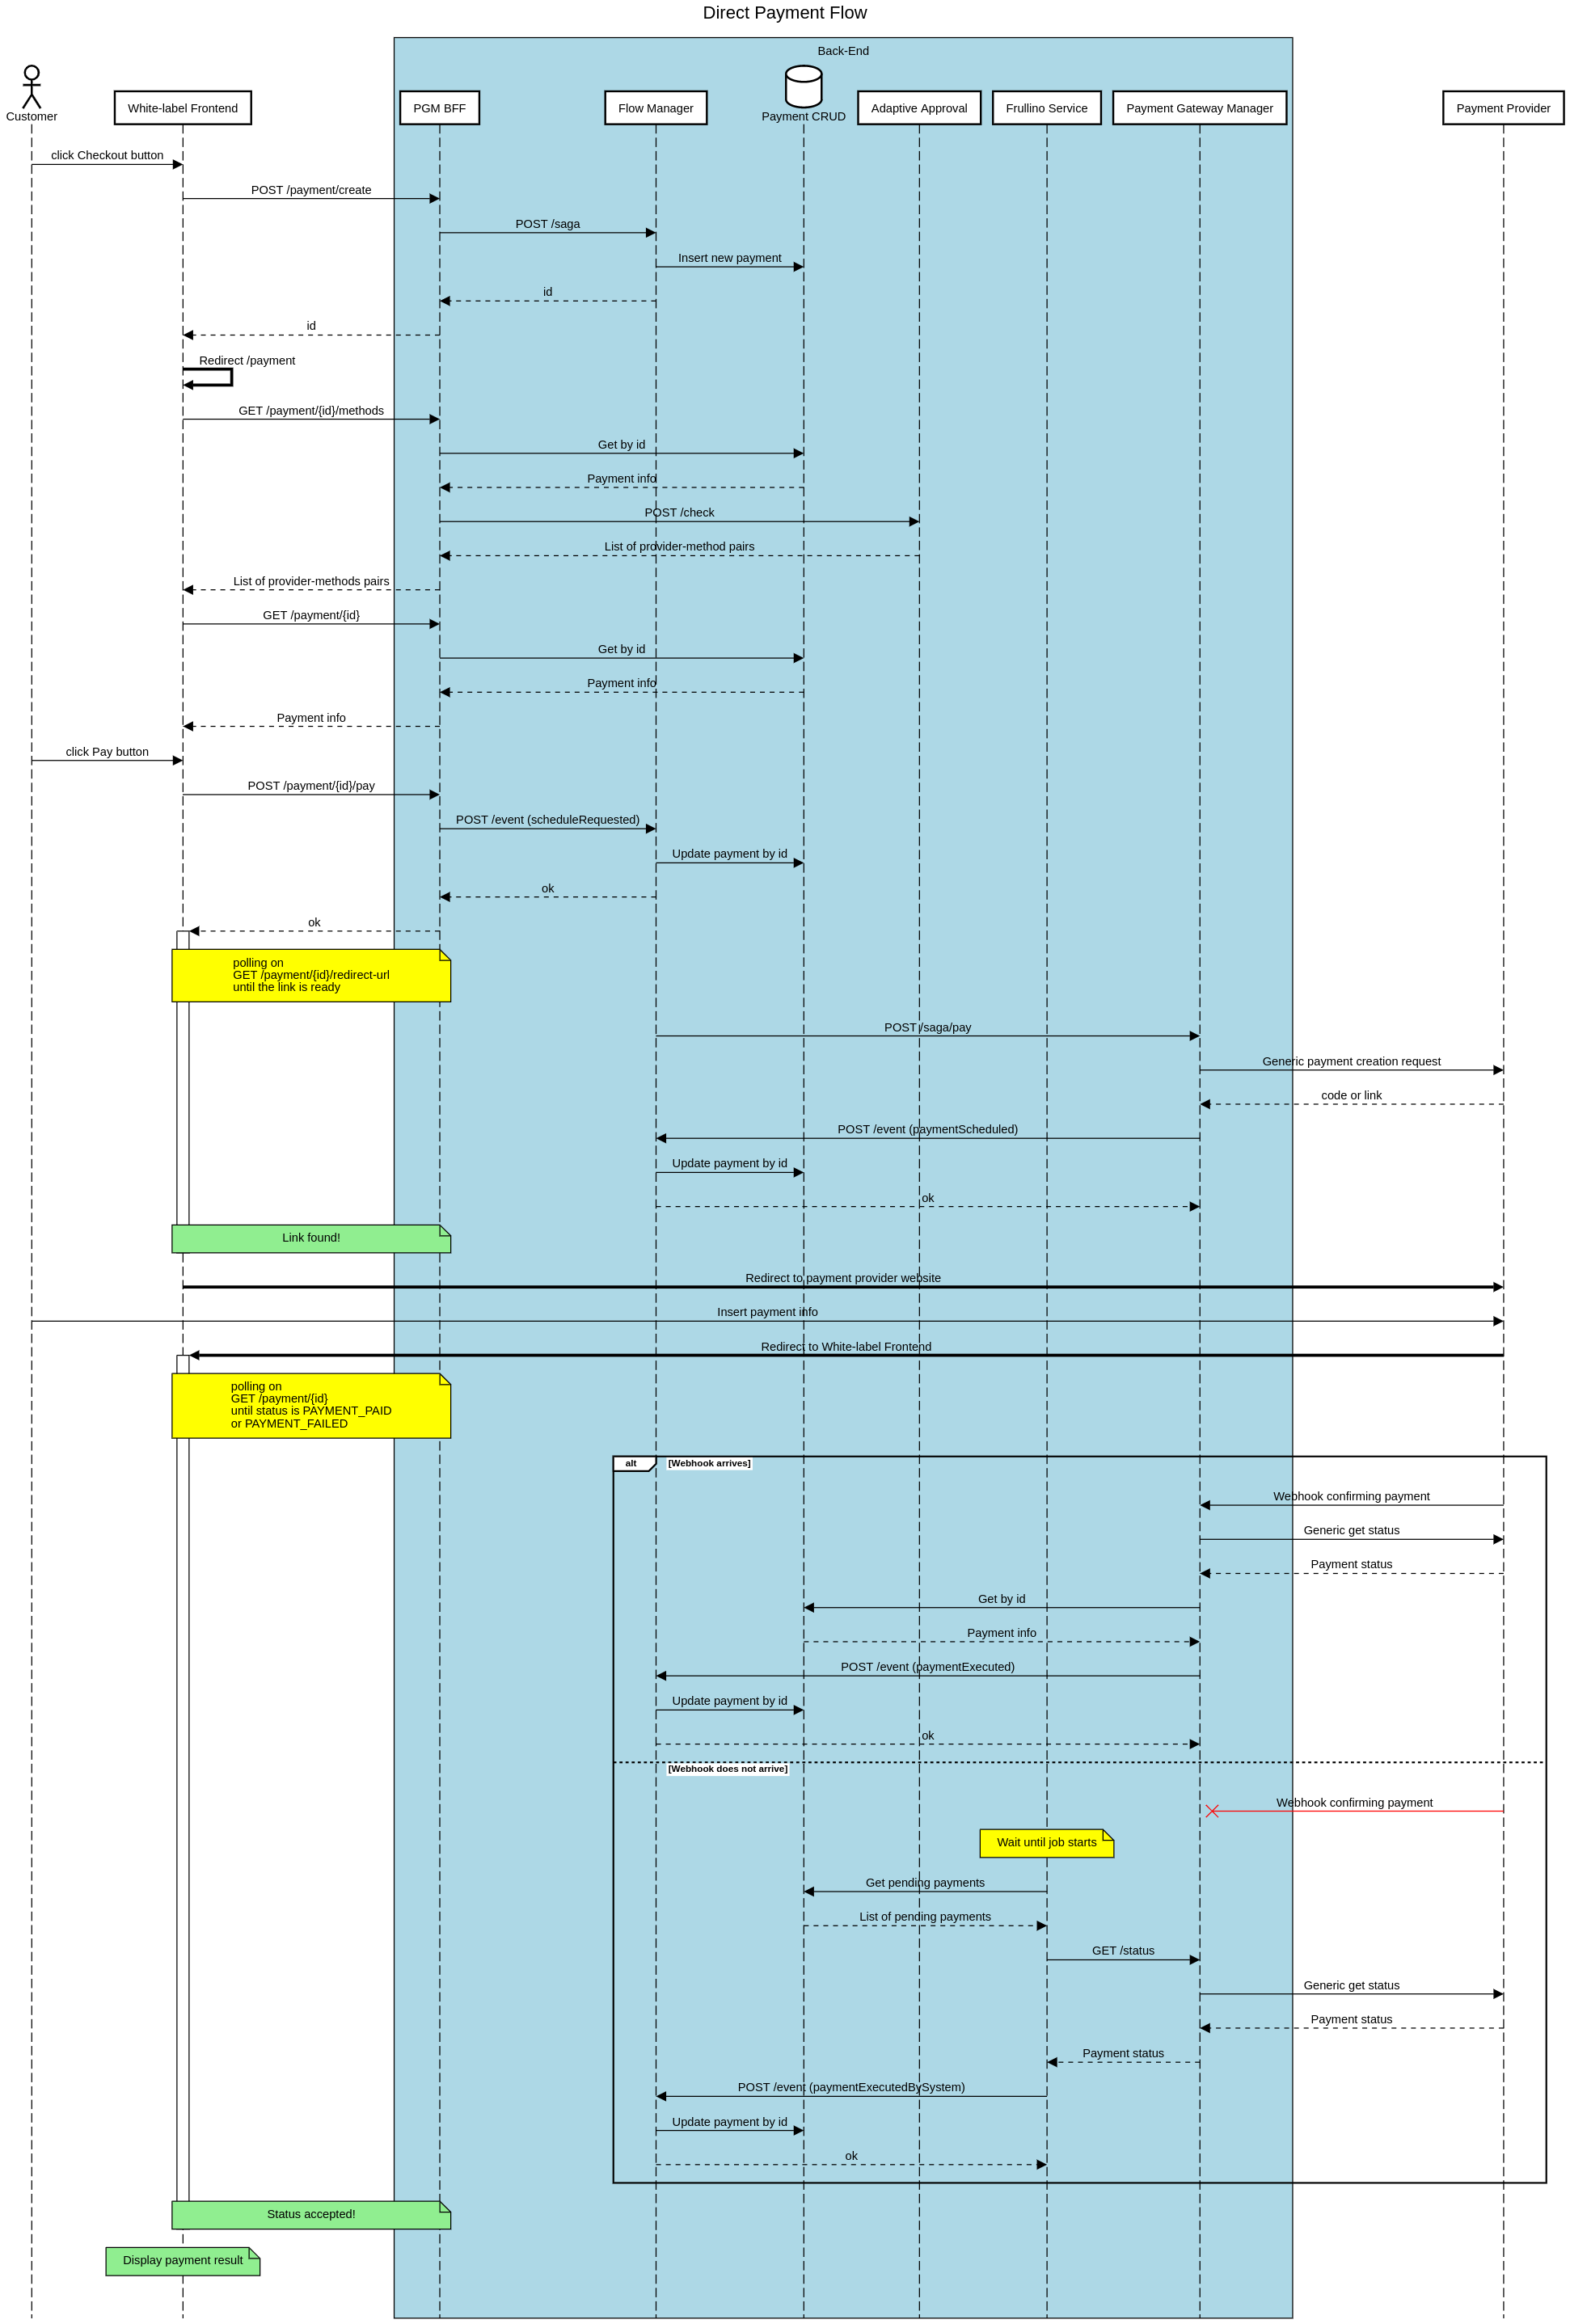 Direct Payment Flow
Back-End
Customer
White-label Frontend
PGM BFF
Flow Manager
Payment CRUD
Adaptive Approval
Frullino Service
Payment Gateway Manager
Payment Provider
click Checkout button
POST /payment/create
POST /saga
Insert new payment
id
id
Redirect /payment
GET /payment/{id}/methods
Get by id
Payment info
POST /check
List of provider-method pairs
List of provider-methods pairs
GET /payment/{id}
Get by id
Payment info
Payment info
click Pay button
POST /payment/{id}/pay
POST /event (scheduleRequested)
Update payment by id
ok
ok
polling on
GET /payment/{id}/redirect-url
until the link is ready
POST /saga/pay
Generic payment creation request
code or link
POST /event (paymentScheduled)
Update payment by id
ok
Link found!
Redirect to payment provider website
Insert payment info
Redirect to White-label Frontend
polling on
GET /payment/{id}
until status is PAYMENT_PAID
or PAYMENT_FAILED
alt
[Webhook arrives]
Webhook confirming payment
Generic get status
Payment status
Get by id
Payment info
POST /event (paymentExecuted)
Update payment by id
ok
[Webhook does not arrive]
Webhook confirming payment
Wait until job starts
Get pending payments
List of pending payments
GET /status
Generic get status
Payment status
Payment status
POST /event (paymentExecutedBySystem)
Update payment by id
ok
Status accepted!
Display payment result